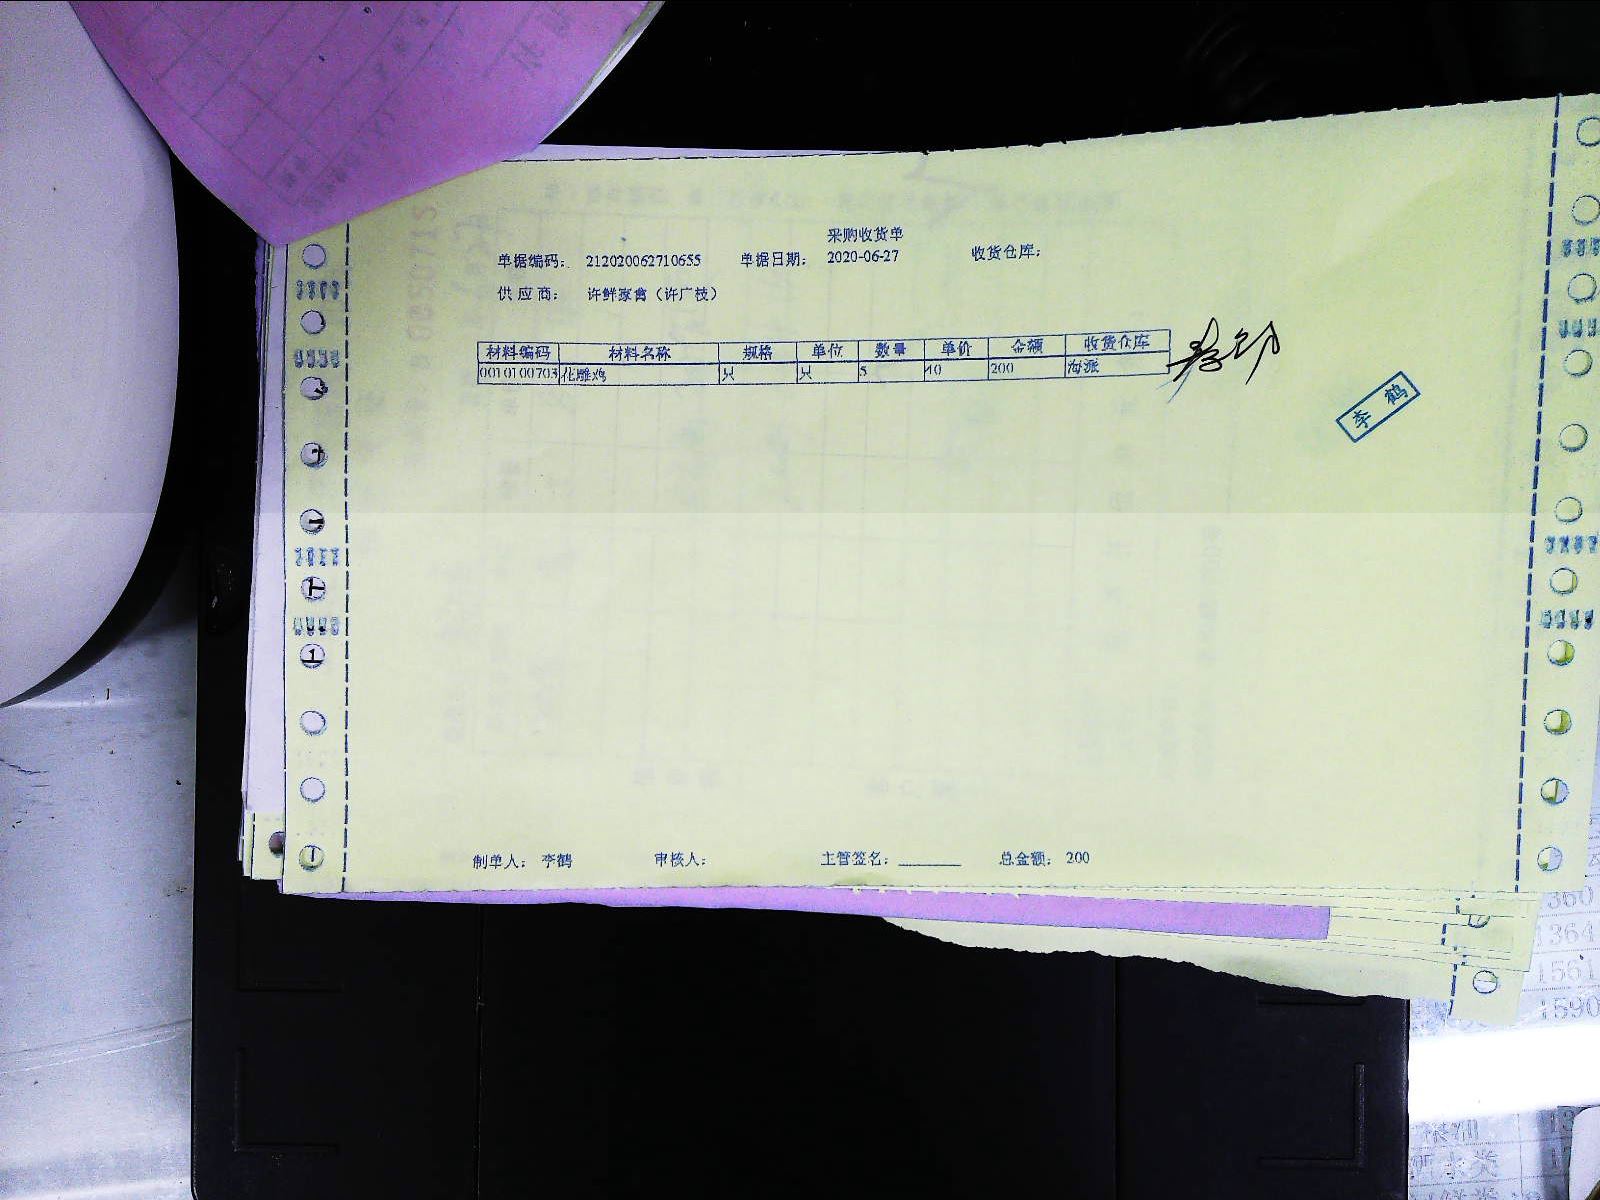 采购收货单
单据编码： 212020062710655 单据日期： 2020-06-27 收货仓库：
供应商： 许鲜家禽（许广枝）
材料编码 材料名称 规格 单位 数量 单价 金额 收货仓库
0010100703 化雕鸡 只 只 5 40 200 海派
李鹤
制单人： 李鹤 审核人： 主管签名： 总金额： 200
1360
1364
1561
1590